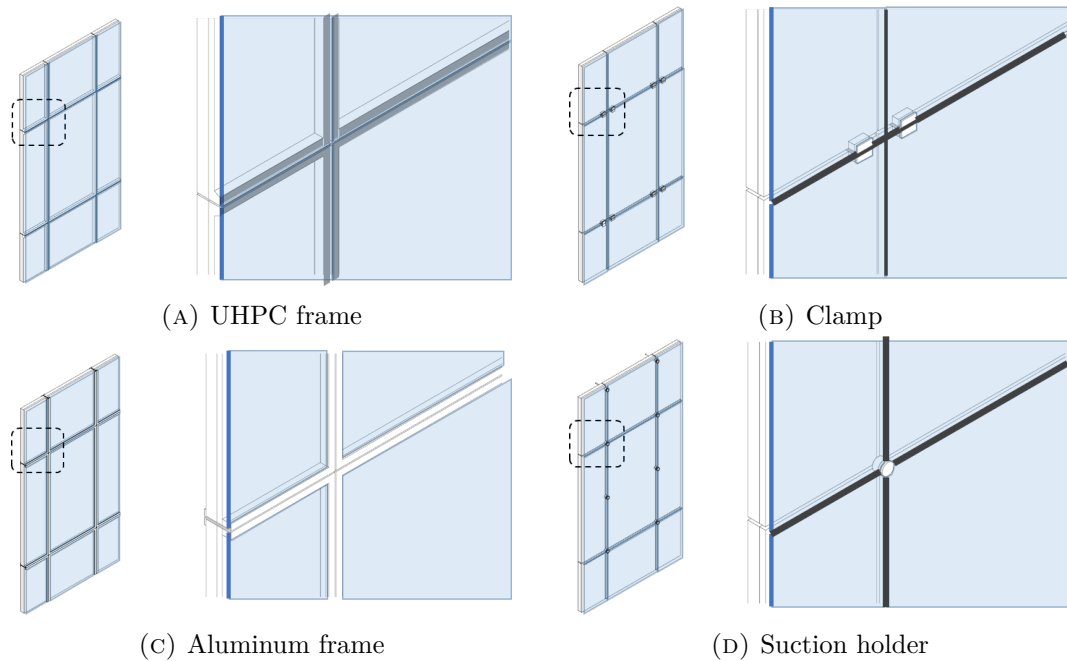 (A) UHPC frame
(B) Clamp
(C) Aluminum frame
(D) Suction holder